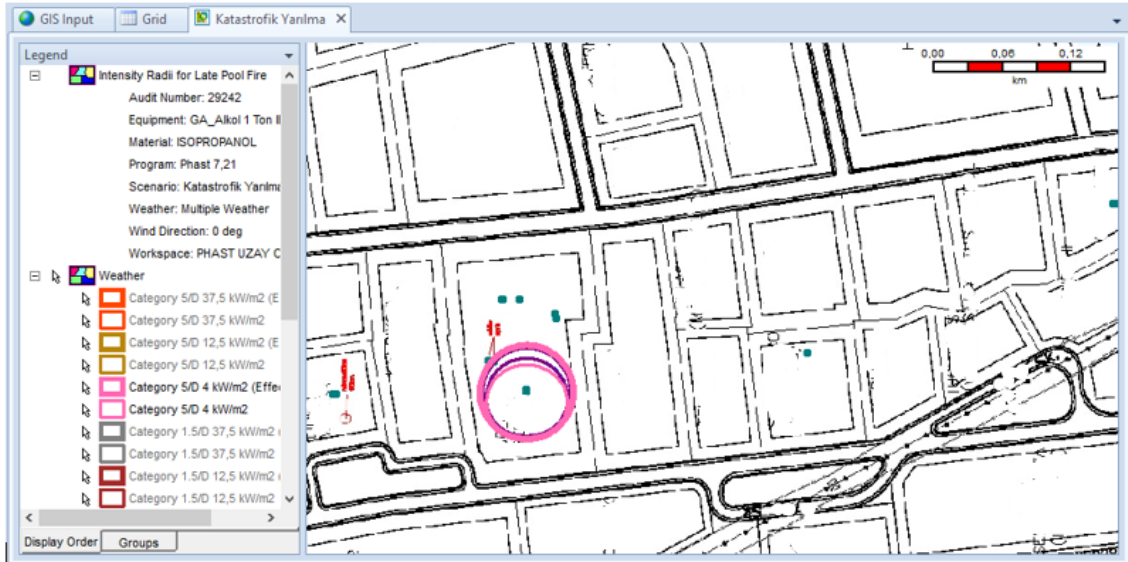 GIS Input
Grid
Katastrofik Yarılma
Legend
Intensity Radii for Late Pool Fire
Audit Number: 29242
Equipment: GA_Alkol 1 Ton I
Material: ISOPROPANOL
Program: Phast 7,21
Scenario: Katastrofik Yarılma
Weather: Multiple Weather
Wind Direction: 0 deg
Workspace: PHAST UZAY
Weather
Category 5/D 37,5 kW/m2 (E
Category 5/D 37,5 kW/m2
Category 5/D 12,5 kW/m2 (E
Category 5/D 12,5 kW/m2
Category 5/D 4 kW/m2 (Effe
Category 5/D 4 kW/m2
Category 1.5/D 37,5 kW/m2 (
Category 1.5/D 37,5 kW/m2
Category 1.5/D 12,5 kW/m2 (
Category 1.5/D 12,5 kW/m2
Display Order
Groups
0,00 0,06 0,12
km